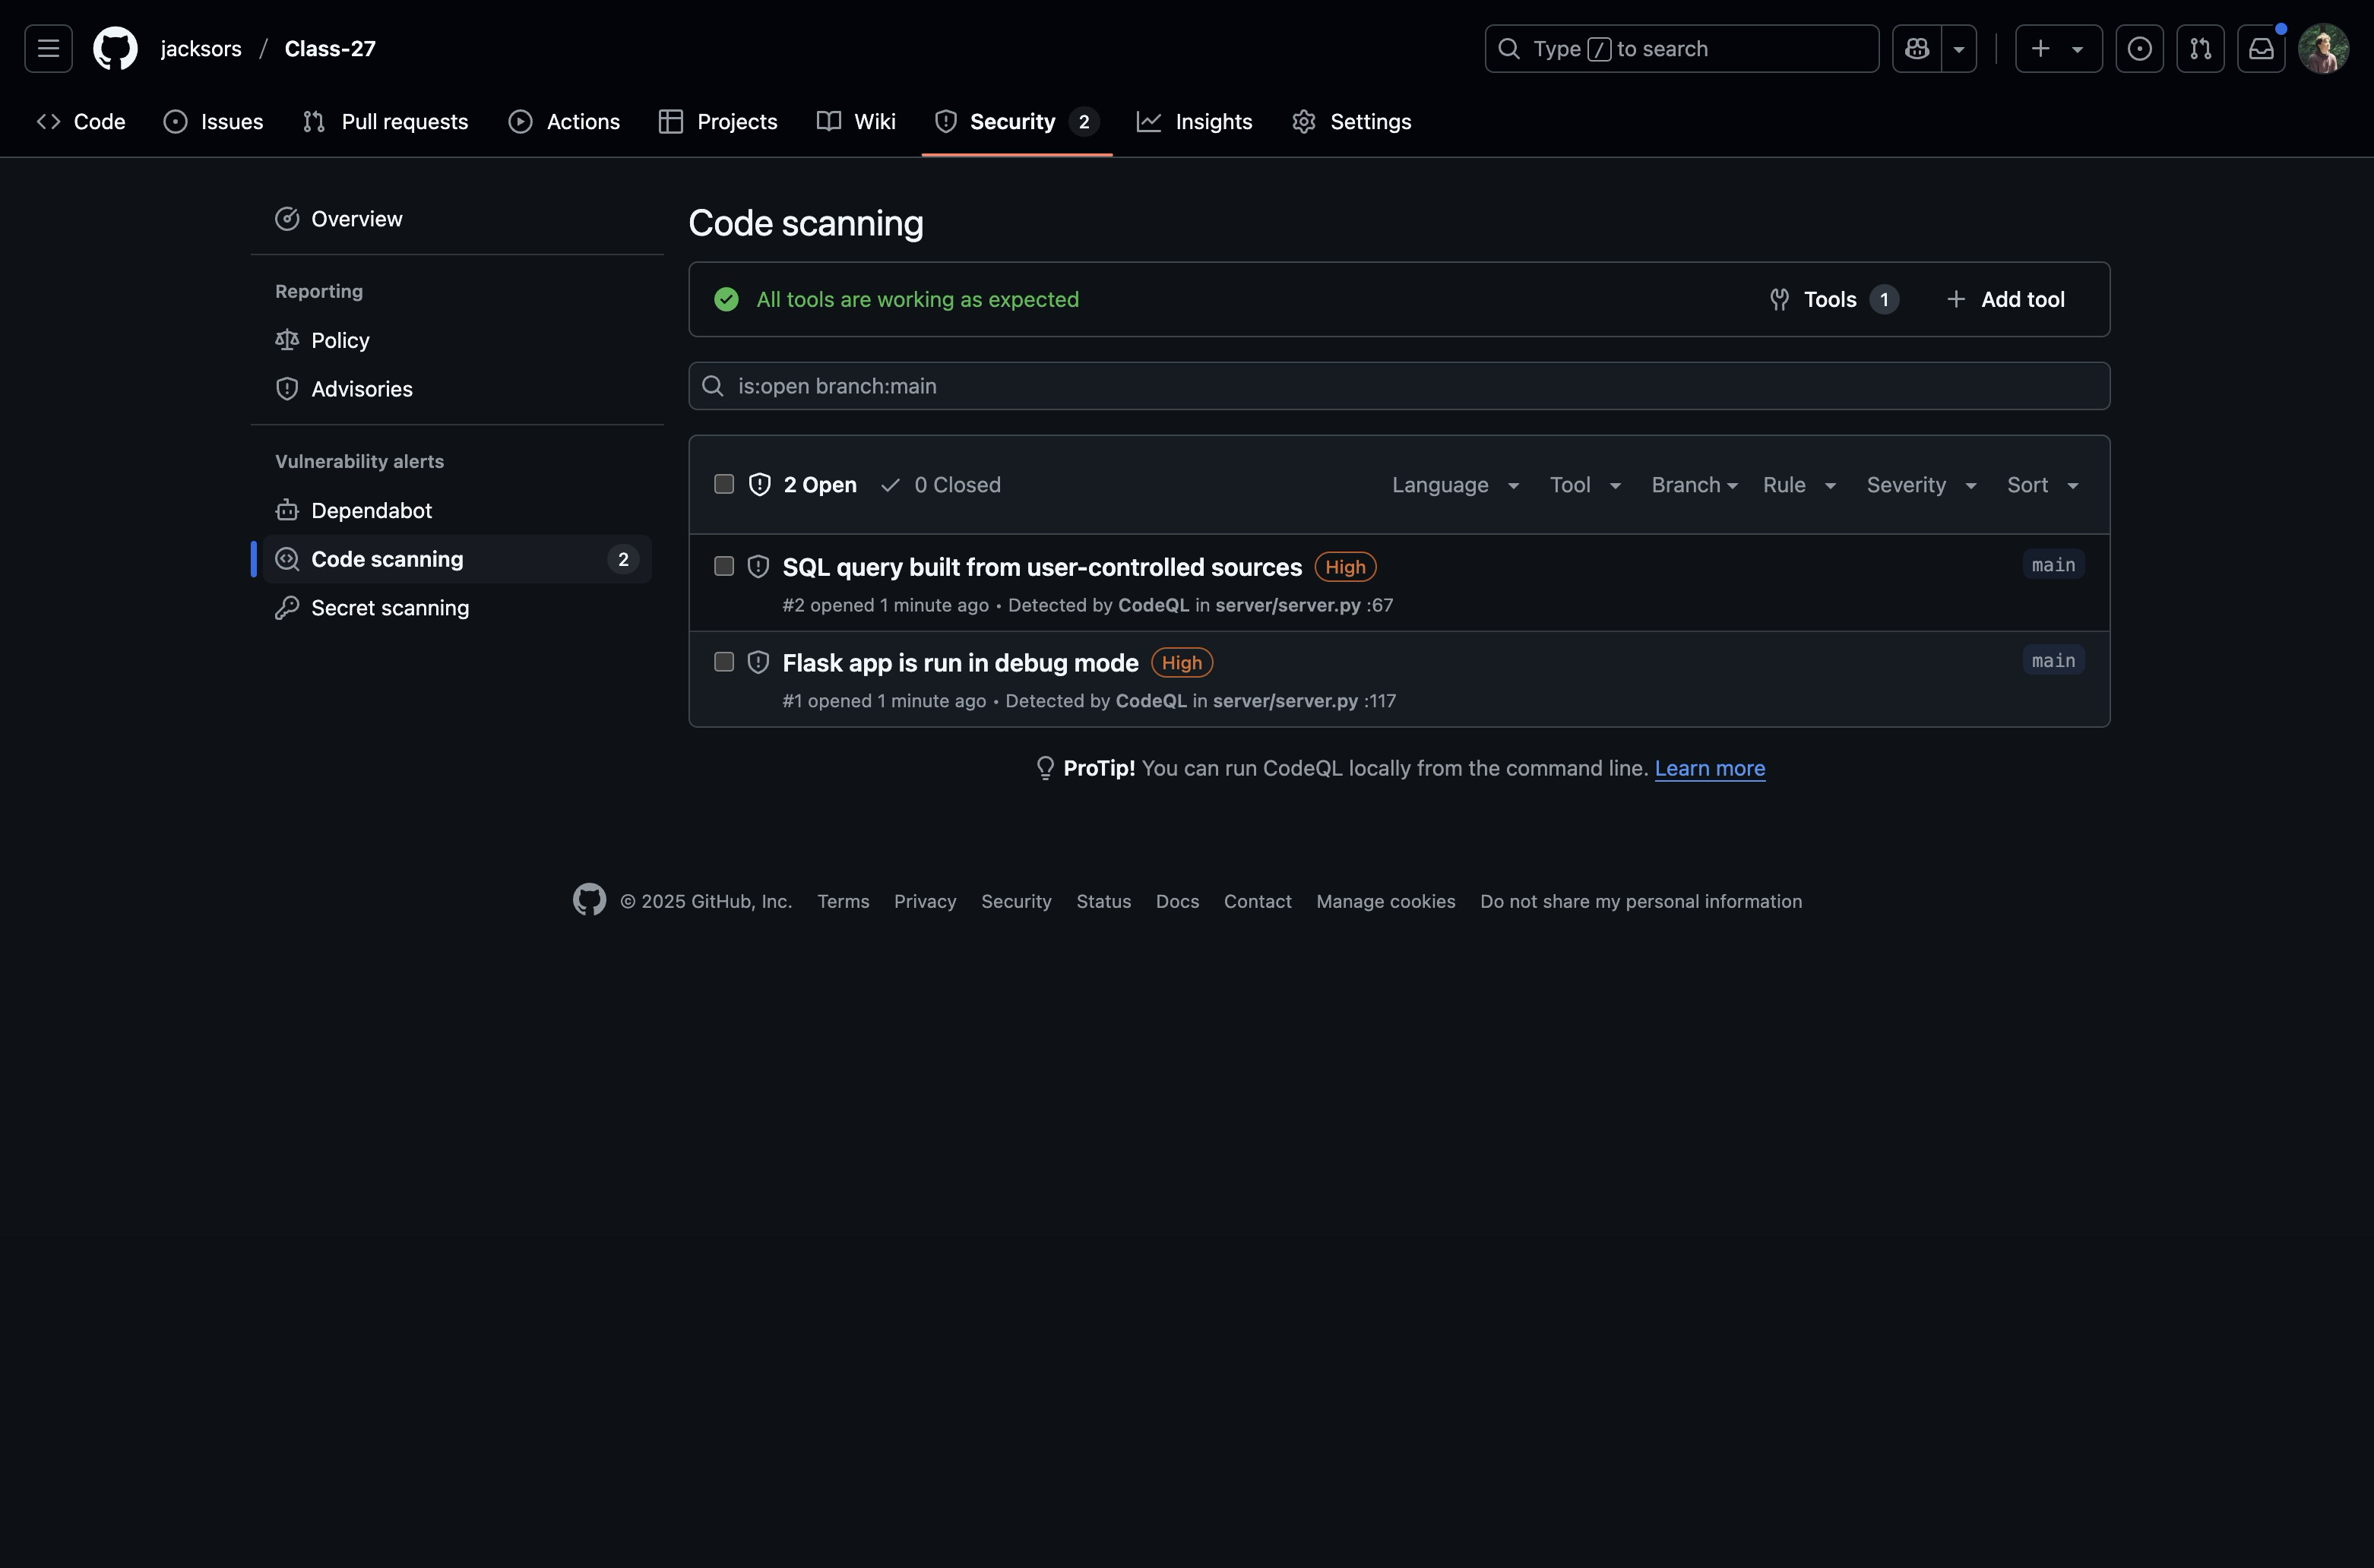 jacksors / Class-27
Type / to search
Code Issues Pull requests Actions Projects Wiki Security 2 Insights Settings
Overview
Reporting
Policy
Advisories
Vulnerability alerts
Dependabot
Code scanning 2
Secret scanning
Code scanning
All tools are working as expected Tools 1 Add tool
is:open branch:main
2 Open 0 Closed Language Tool Branch Rule Severity Sort
SQL query built from user-controlled sources High main
#2 opened 1 minute ago • Detected by CodeQL in server/server.py :67
Flask app is run in debug mode High main
#1 opened 1 minute ago • Detected by CodeQL in server/server.py :117
ProTip! You can run CodeQL locally from the command line. Learn more
© 2025 GitHub, Inc. Terms Privacy Security Status Docs Contact Manage cookies Do not share my personal information